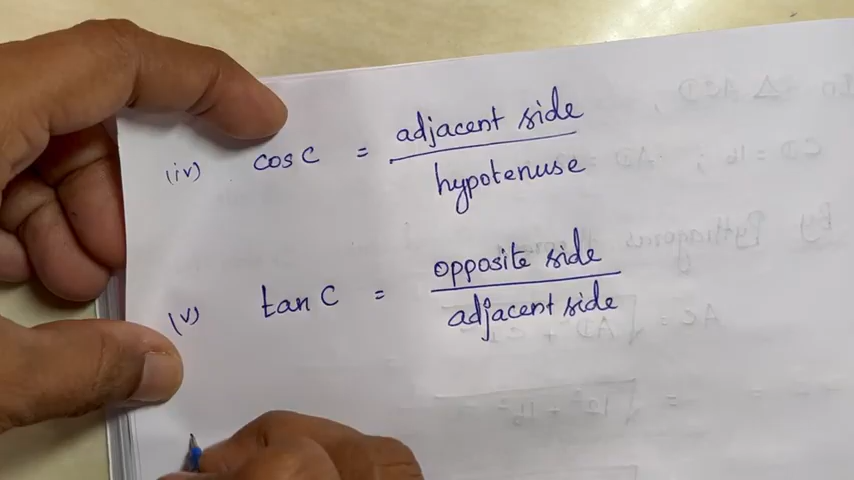 (iv) cos C = adjacent side
hypotenuse
(v) tan C = opposite side
adjacent side